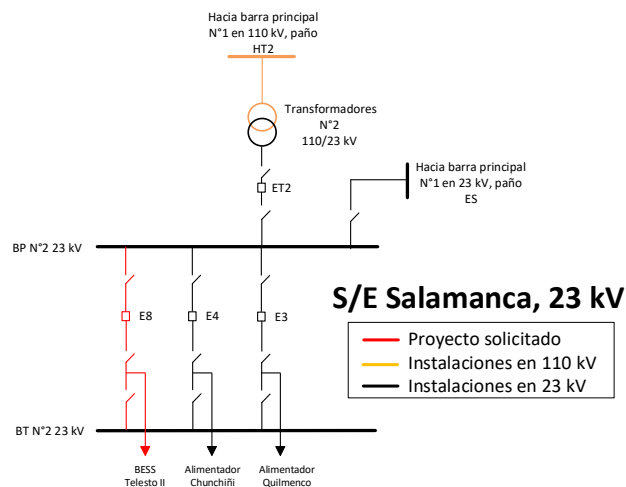 Hacia barra principal
N°1 en 110 kV, paño
HT2
Transformadores
N°2
110/23 kV
Hacia barra principal
N°1 en 23 kV, paño
ES
ET2
BP N°2 23 kV
E8
E4
E3
S/E Salamanca, 23 kV
Proyecto solicitado
Instalaciones en 110 kV
Instalaciones en 23 kV
BT N°2 23 kV
BESS
Telesto II
Alimentador
Chunchiñi
Alimentador
Quilmenco